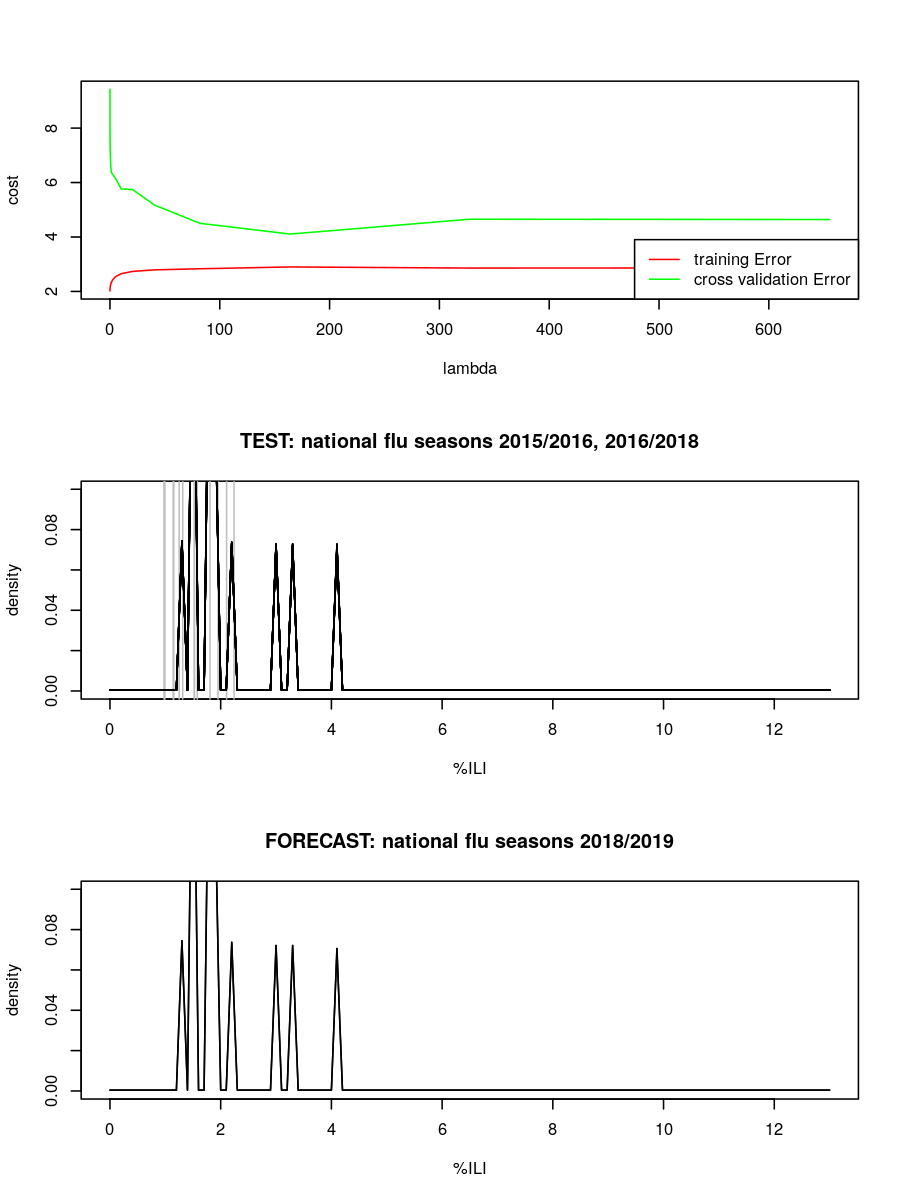 8
6
4
2
cost
training Error
cross validation Error
0 100 200 300 400 500 600
lambda
TEST: national flu seasons 2015/2016, 2016/2018
0.08
0.04
0.00
density
0 2 4 6 8 10 12
%ILI
FORECAST: national flu seasons 2018/2019
0.08
0.04
0.00
density
0 2 4 6 8 10 12
%ILI